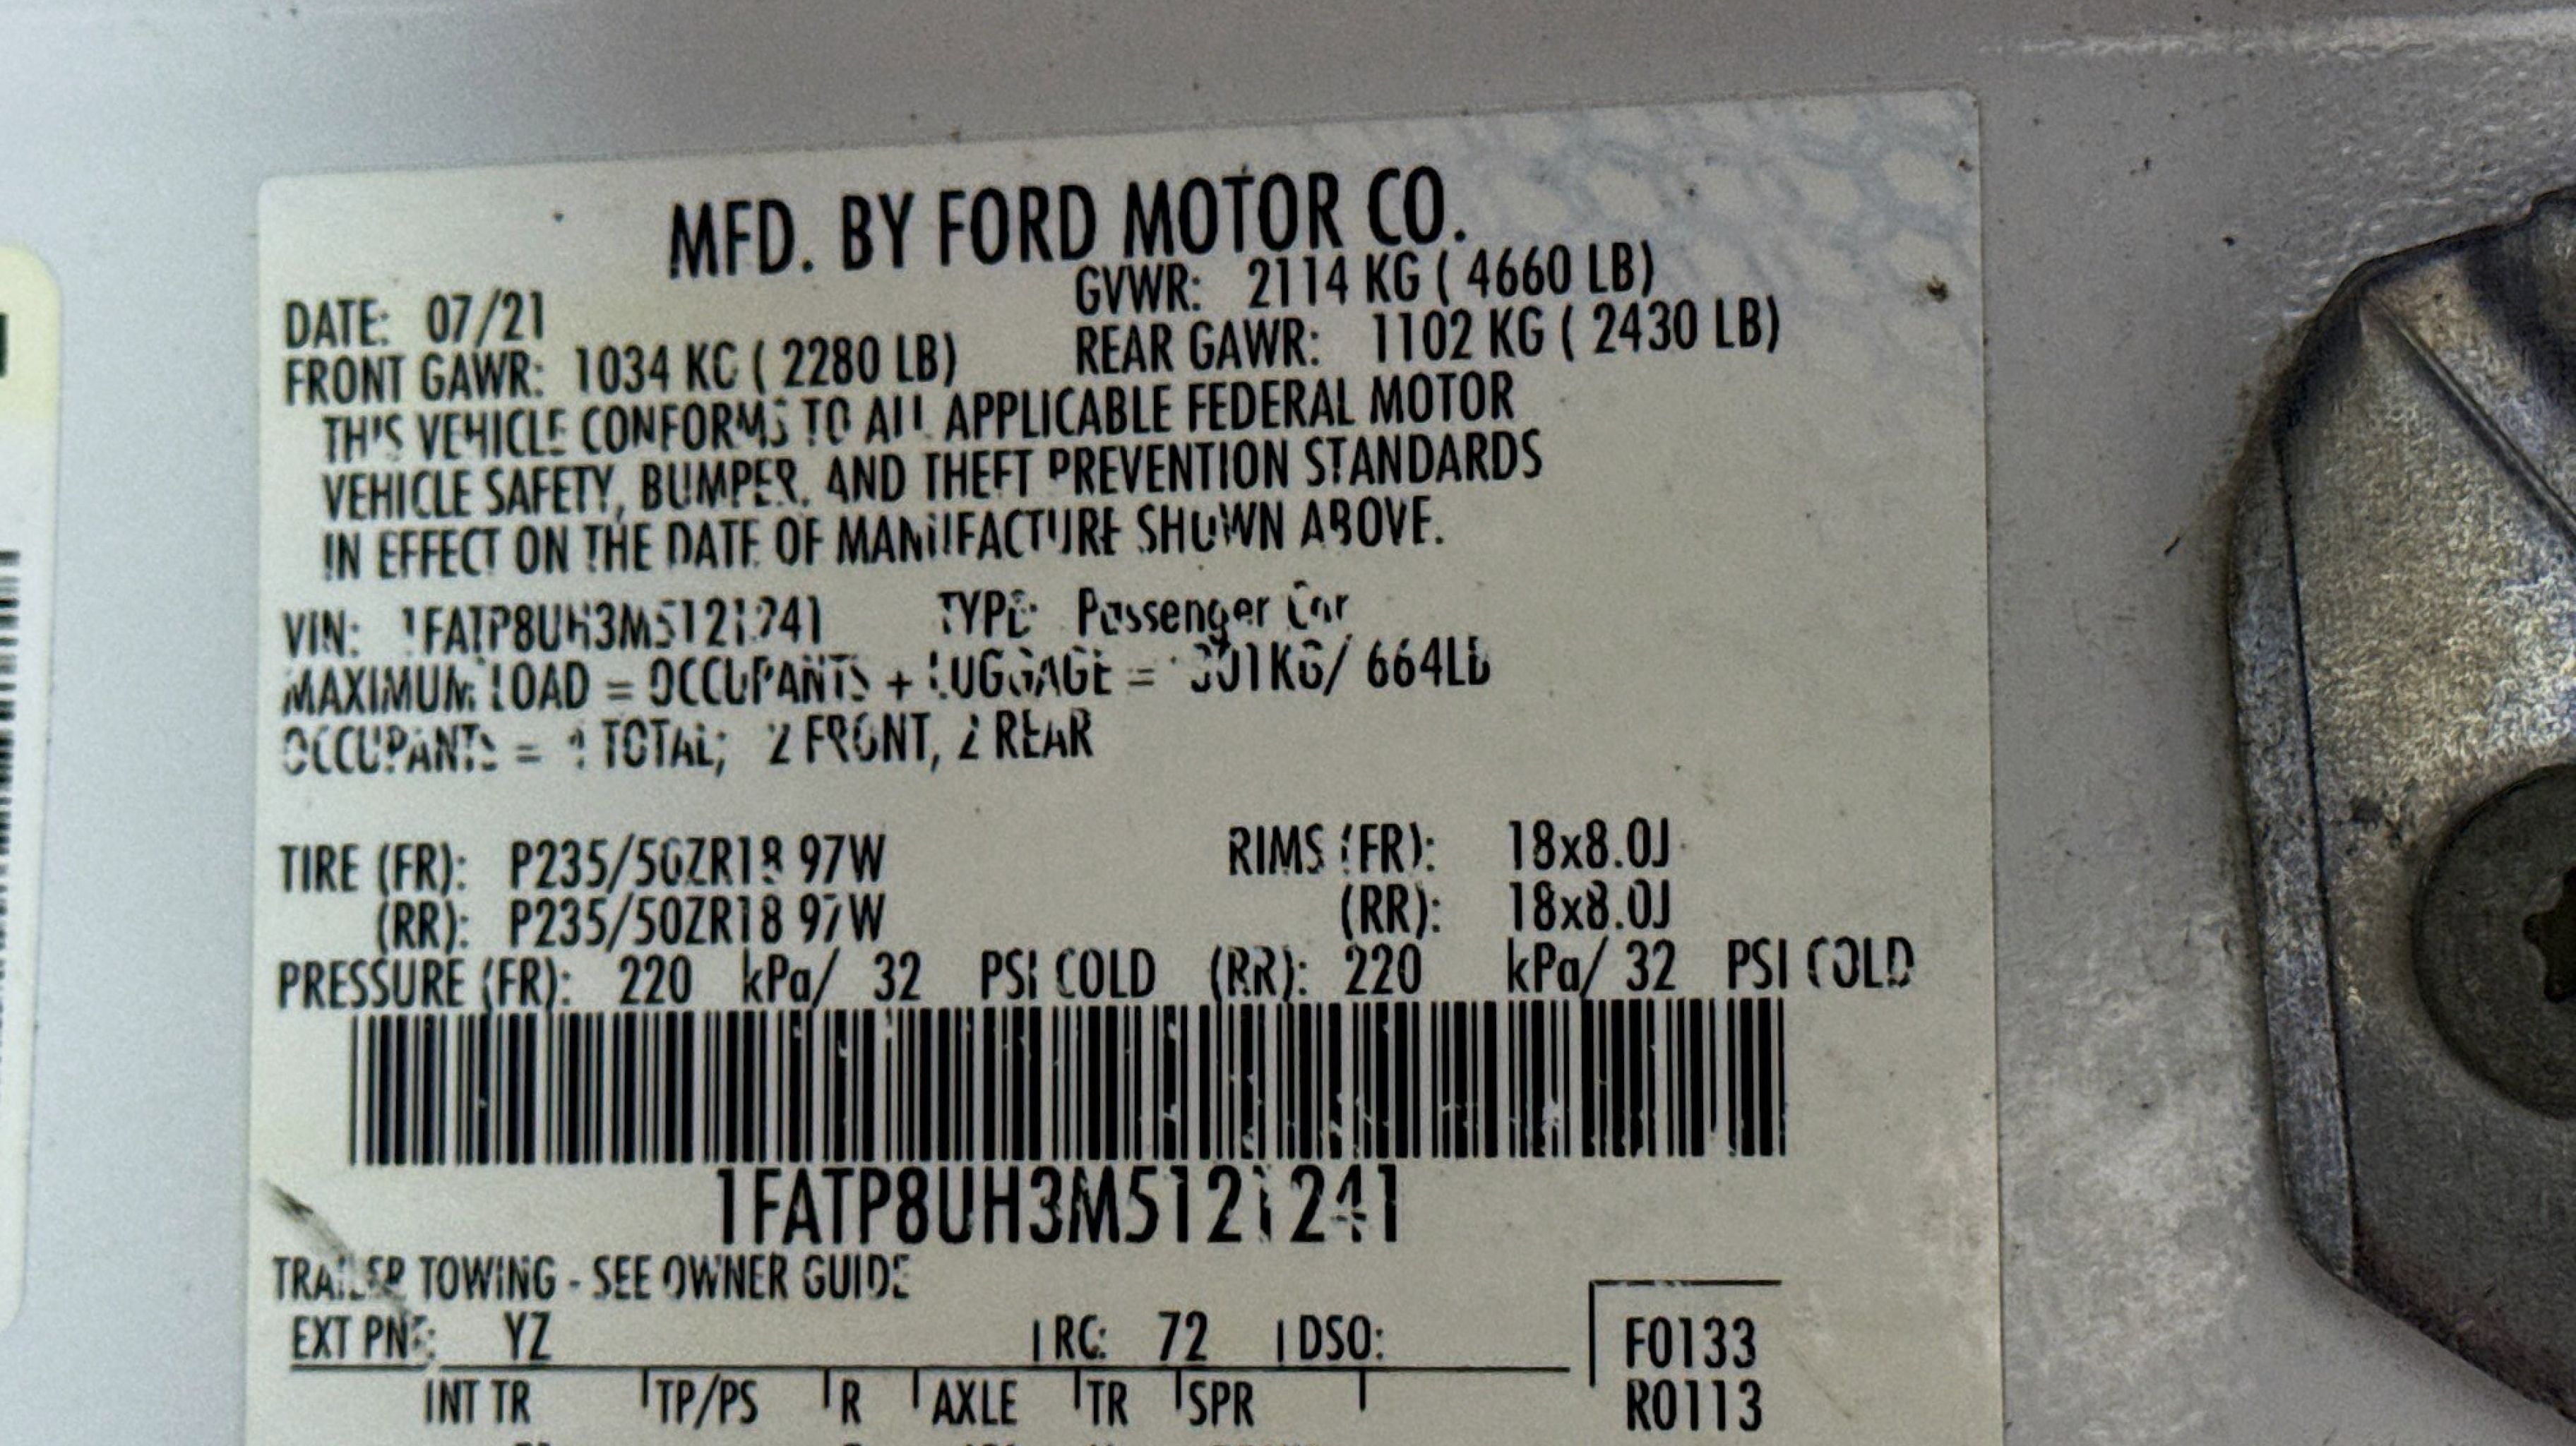 MFD. BY FORD MOTOR CO.
DATE: 07/21 GVWR: 2114 KG ( 4660 LB)
FRONT GAWR: 1034 KG ( 2280 LB) REAR GAWR: 1102 KG ( 2430 LB)
THIS VEHICLE CONFORMS TO ALL APPLICABLE FEDERAL MOTOR
VEHICLE SAFETY, BUMPER, AND THEFT PREVENTION STANDARDS
IN EFFECT ON THE DATE OF MANUFACTURE SHOWN ABOVE.
VIN: 1FATP8UH3M5121241 TYPE: Passenger Car
MAXIMUM LOAD = OCCUPANTS + LUGGAGE = 301KG/ 664LB
OCCUPANTS = 4 TOTAL; 2 FRONT, 2 REAR
TIRE (FR): P235/50ZR18 97W RIMS (FR): 18x8.0J
(RR): P235/50ZR18 97W (RR): 18x8.0J
PRESSURE (FR): 220 kPa/ 32 PSI COLD (RR): 220 kPa/ 32 PSI COLD
1FATP8UH3M5121241
TRAILER TOWING - SEE OWNER GUIDE
EXT PNT: YZ RC: 72 DSO: F0133
INT TR TP/PS R AXLE TR SPR R0113